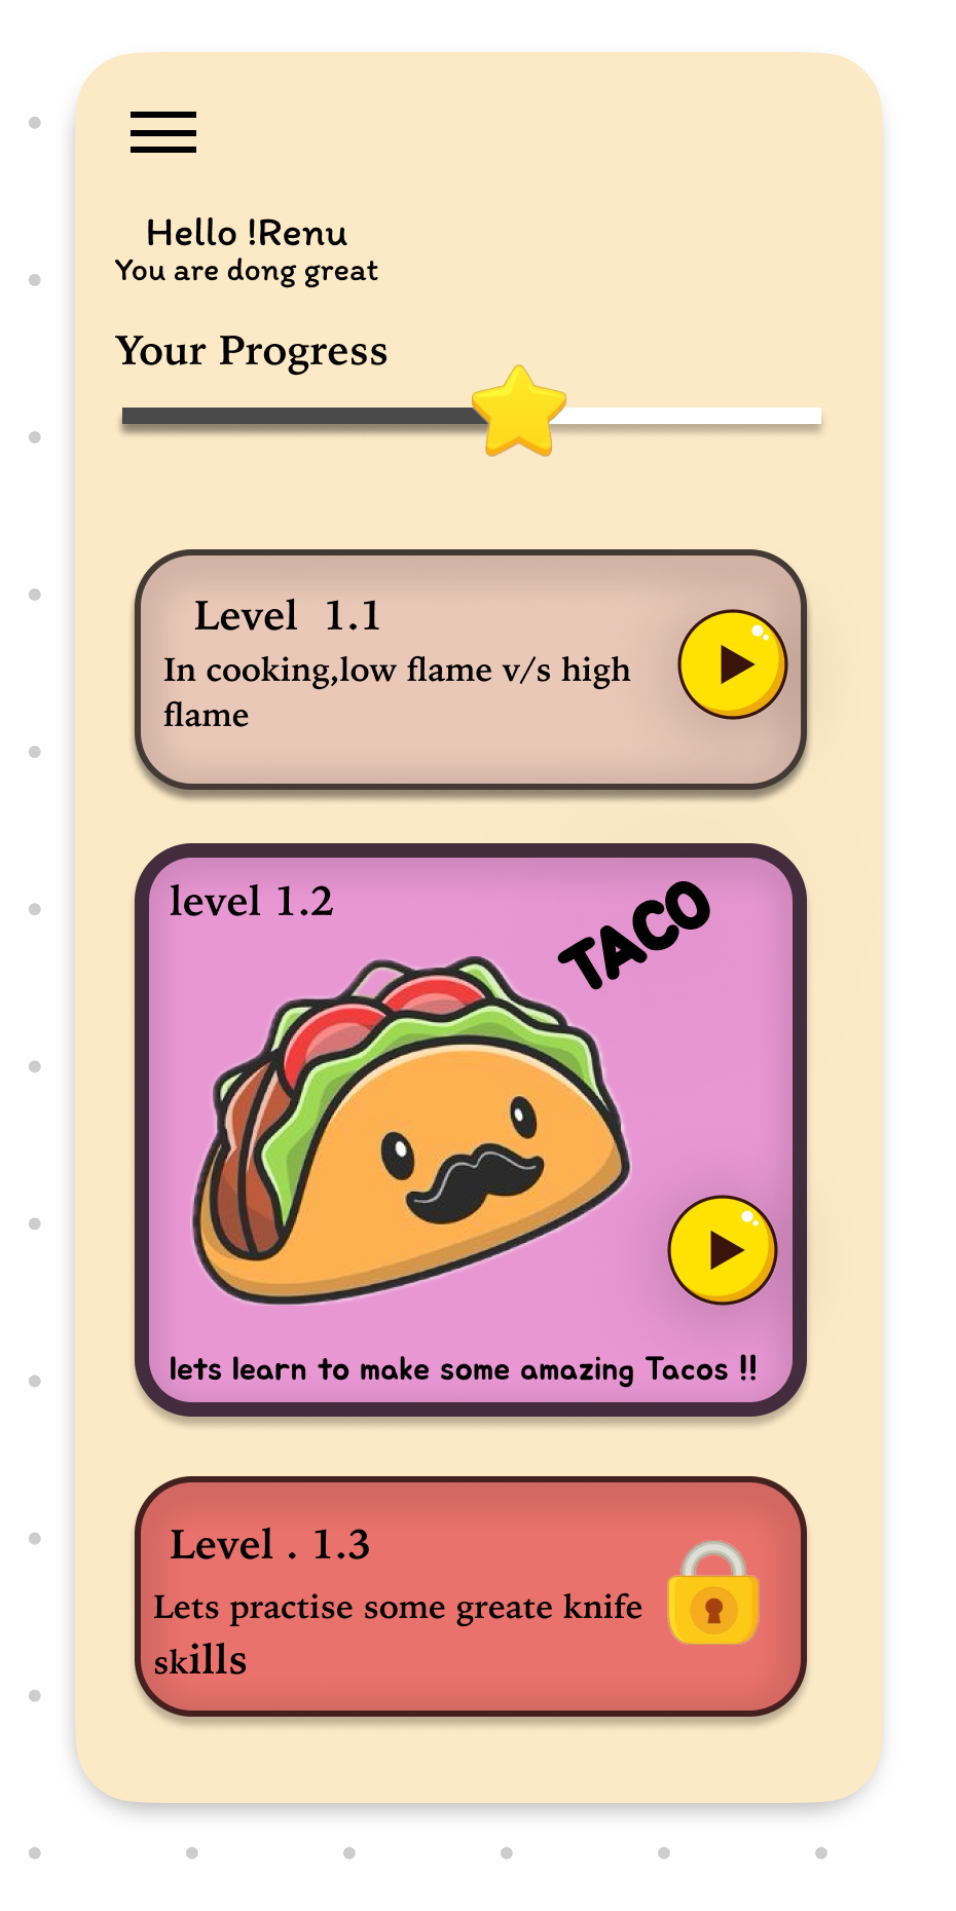 Hello !Renu
You are dong great
Your Progress
Level 1.1
In cooking,low flame v/s high
flame
level 1.2
TACO
lets learn to make some amazing Tacos !!
Level . 1.3
Lets practise some greate knife
skills